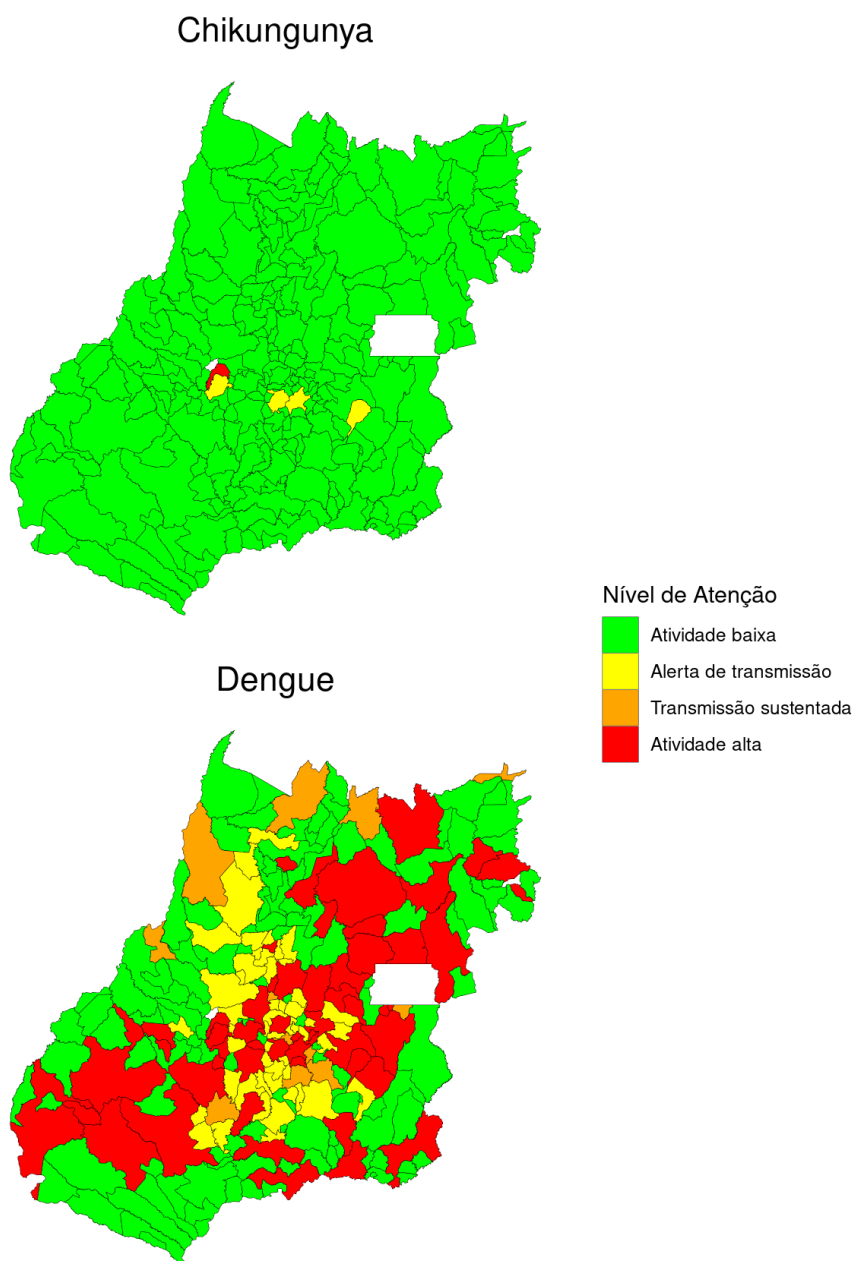 Chikungunya
Nível de Atenção
Atividade baixa
Alerta de transmissão
Transmissão sustentada
Atividade alta
Dengue